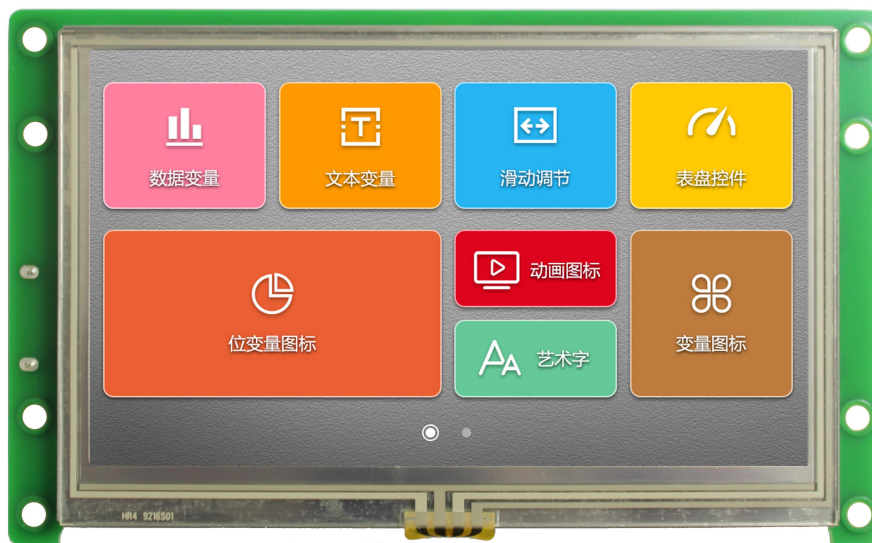 数据变量
文本变量
滑动调节
表盘控件
位变量图标
动画图标
艺术字
变量图标
HR4 9216S01